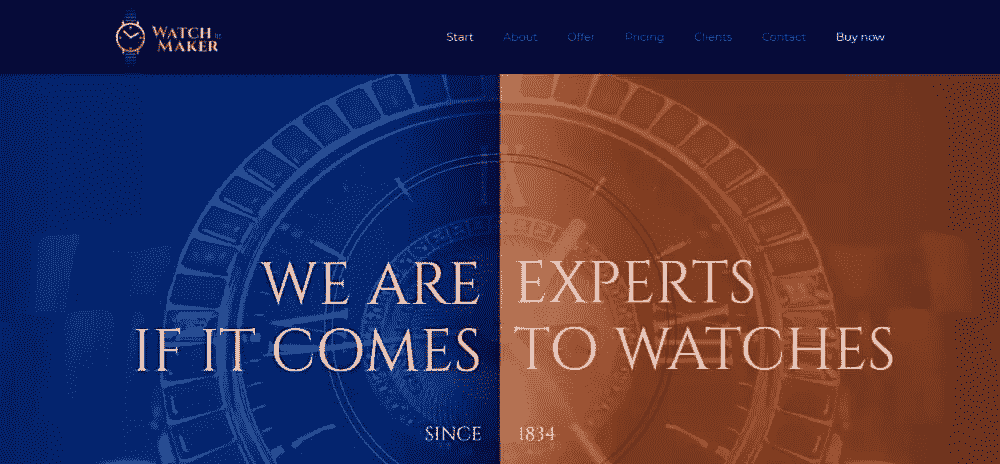 WATCH
MAKER
Start About Offer Pricing Clients Contact Buy now
WE ARE EXPERTS
IF IT COMES TO WATCHES
SINCE 1834